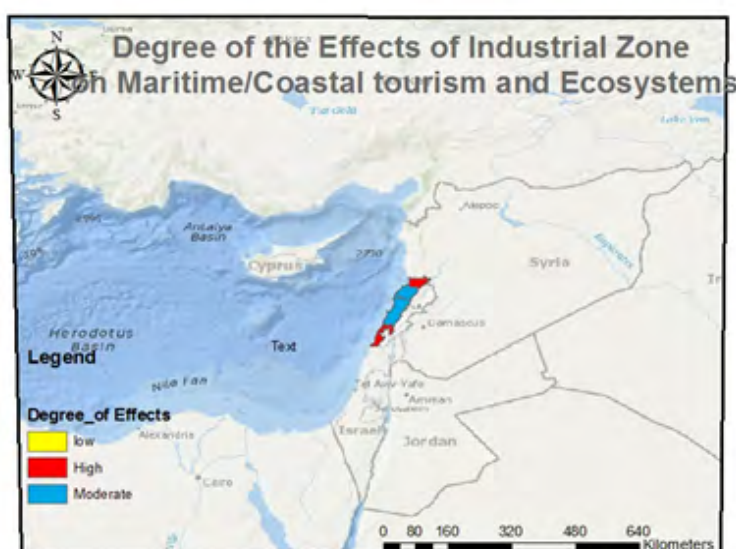 N
W
S
Degree of the Effects of Industrial Zone
on Maritime/Coastal tourism and Ecosystems
Antalya
Basin
Cyprus
2790
Aleppo
Syria
Damascus
Herodotus
Basin
Text
Nile Fan
Tel Aviv-Yafo
Amman
Jerusalem
Israel
Jordan
Alexandria
Cairo
Legend
Degree_of Effects
low
High
Moderate
0 80 160 320 480 640
Kilometers